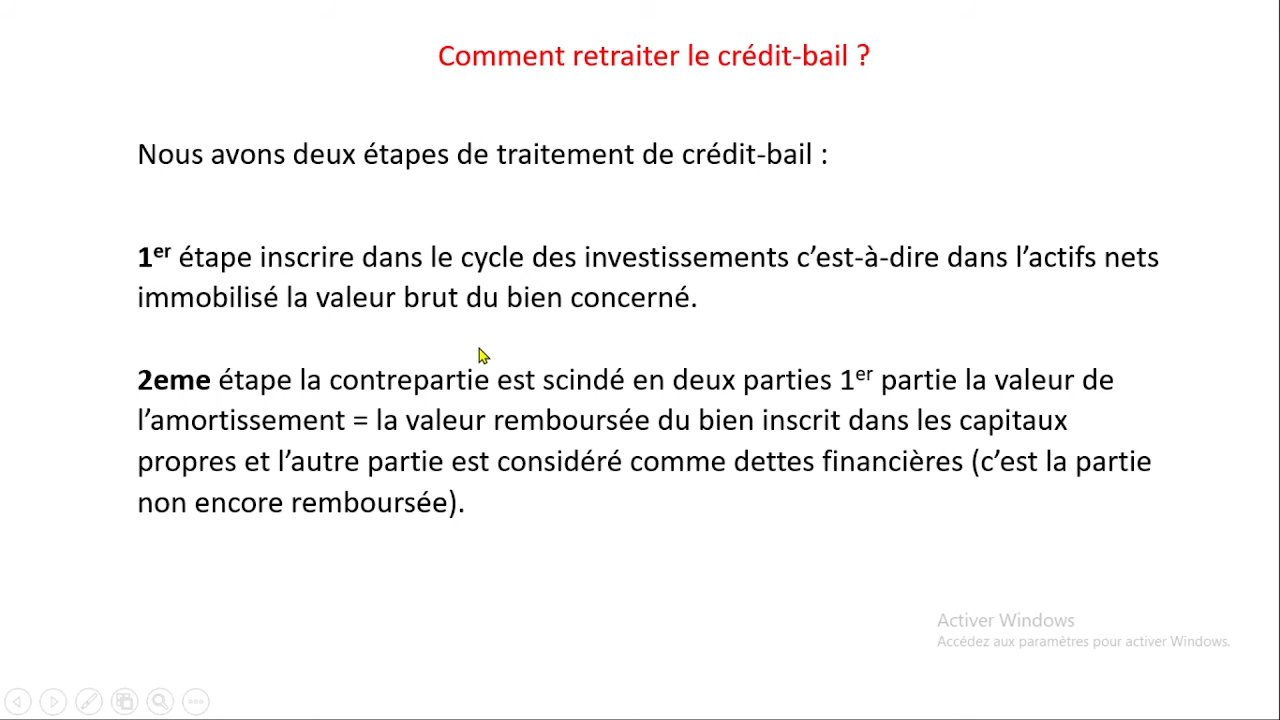 Comment retraiter le crédit-bail ?
Nous avons deux étapes de traitement de crédit-bail :
1er étape inscrire dans le cycle des investissements c’est-à-dire dans l’actifs nets
immobilisé la valeur brut du bien concerné.
2eme étape la contrepartie est scindé en deux parties 1er partie la valeur de
l’amortissement = la valeur remboursée du bien inscrit dans les capitaux
propres et l’autre partie est considéré comme dettes financières (c’est la partie
non encore remboursée).
Activer Windows
Accédez aux paramètres pour activer Windows.